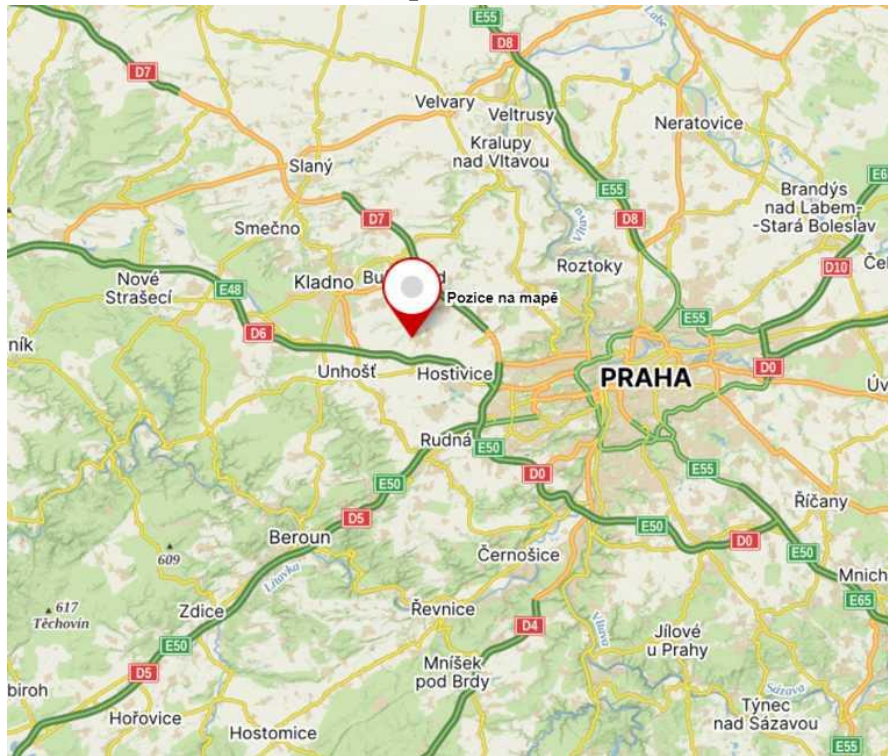 E55
D8
Labe
D7
Velvary
Veltrusy
Neratovice
Kralupy
nad Vltavou
Slaný
E55
D8
Brandýs
nad Labem-
-Stará Boleslav
D7
Smečno
Roztoky
D10
Nové
Strašecí
E48
Kladno
Pozice na mapě
E55
D6
ník
Unhošť
Hostivice
PRAHA
D0
Rudná
E50
E50
D0
E55
D5
E50
Říčany
Beroun
D0
E50
609
Černošice
Litavka
Mnich
617
Těchovín
Zdice
Řevnice
E65
E50
D4
Vltava
Jílové
u Prahy
D5
Mníšek
pod Brdy
biroh
Sázava
Hořovice
Týnec
nad Sázavou
Hostomice
E55